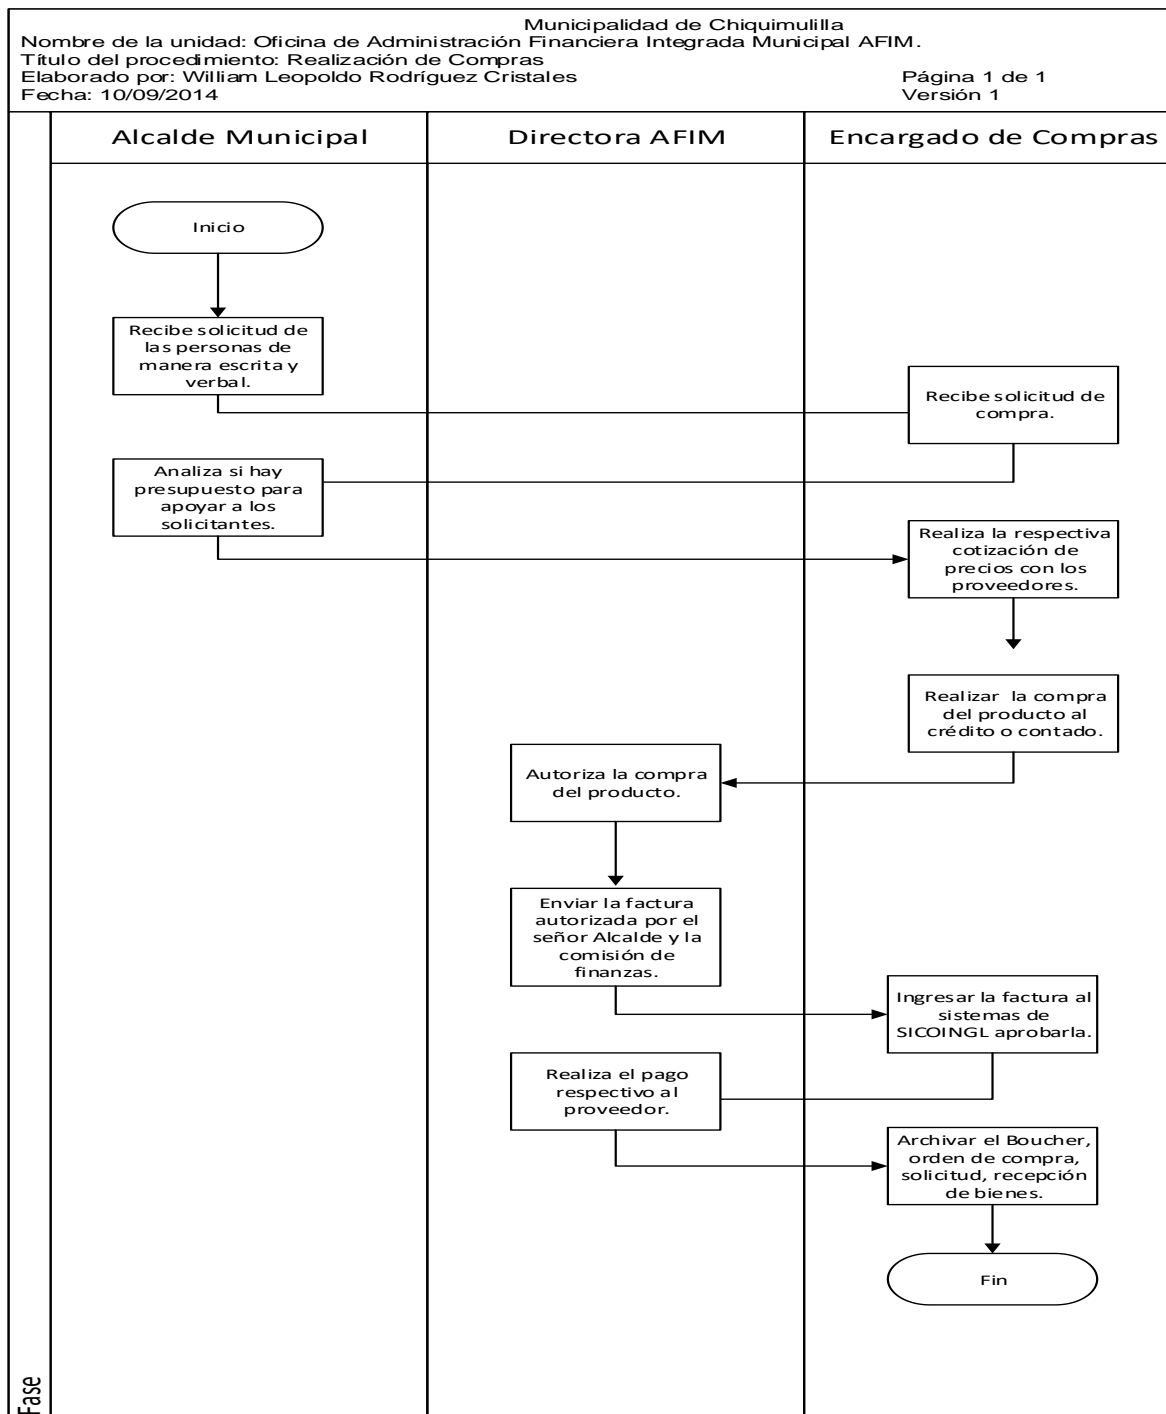 Municipalidad de Chiquimulilla
Nombre de la unidad: Oficina de Administración Financiera Integrada Municipal AFIM.
Título del procedimiento: Realización de Compras
Elaborado por: William Leopoldo Rodríguez Cristales
Página 1 de 1
Fecha: 10/09/2014
Versión 1
Alcalde Municipal
Directora AFIM
Encargado de Compras
Inicio
Recibe solicitud de
las personas de
manera escrita y
verbal.
Recibe solicitud de
compra.
Analiza si hay
presupuesto para
apoyar a los
solicitantes.
Realiza la respectiva
cotización de
precios con los
proveedores.
Realizar la compra
del producto al
crédito o contado.
Autoriza la compra
del producto.
Enviar la factura
autorizada por el
señor Alcalde y la
comisión de
finanzas.
Ingresar la factura al
sistemas de
SICOINGL aprobarla.
Realiza el pago
respectivo al
proveedor.
Archivar el Boucher,
orden de compra,
solicitud, recepción
de bienes.
Fin
Fase